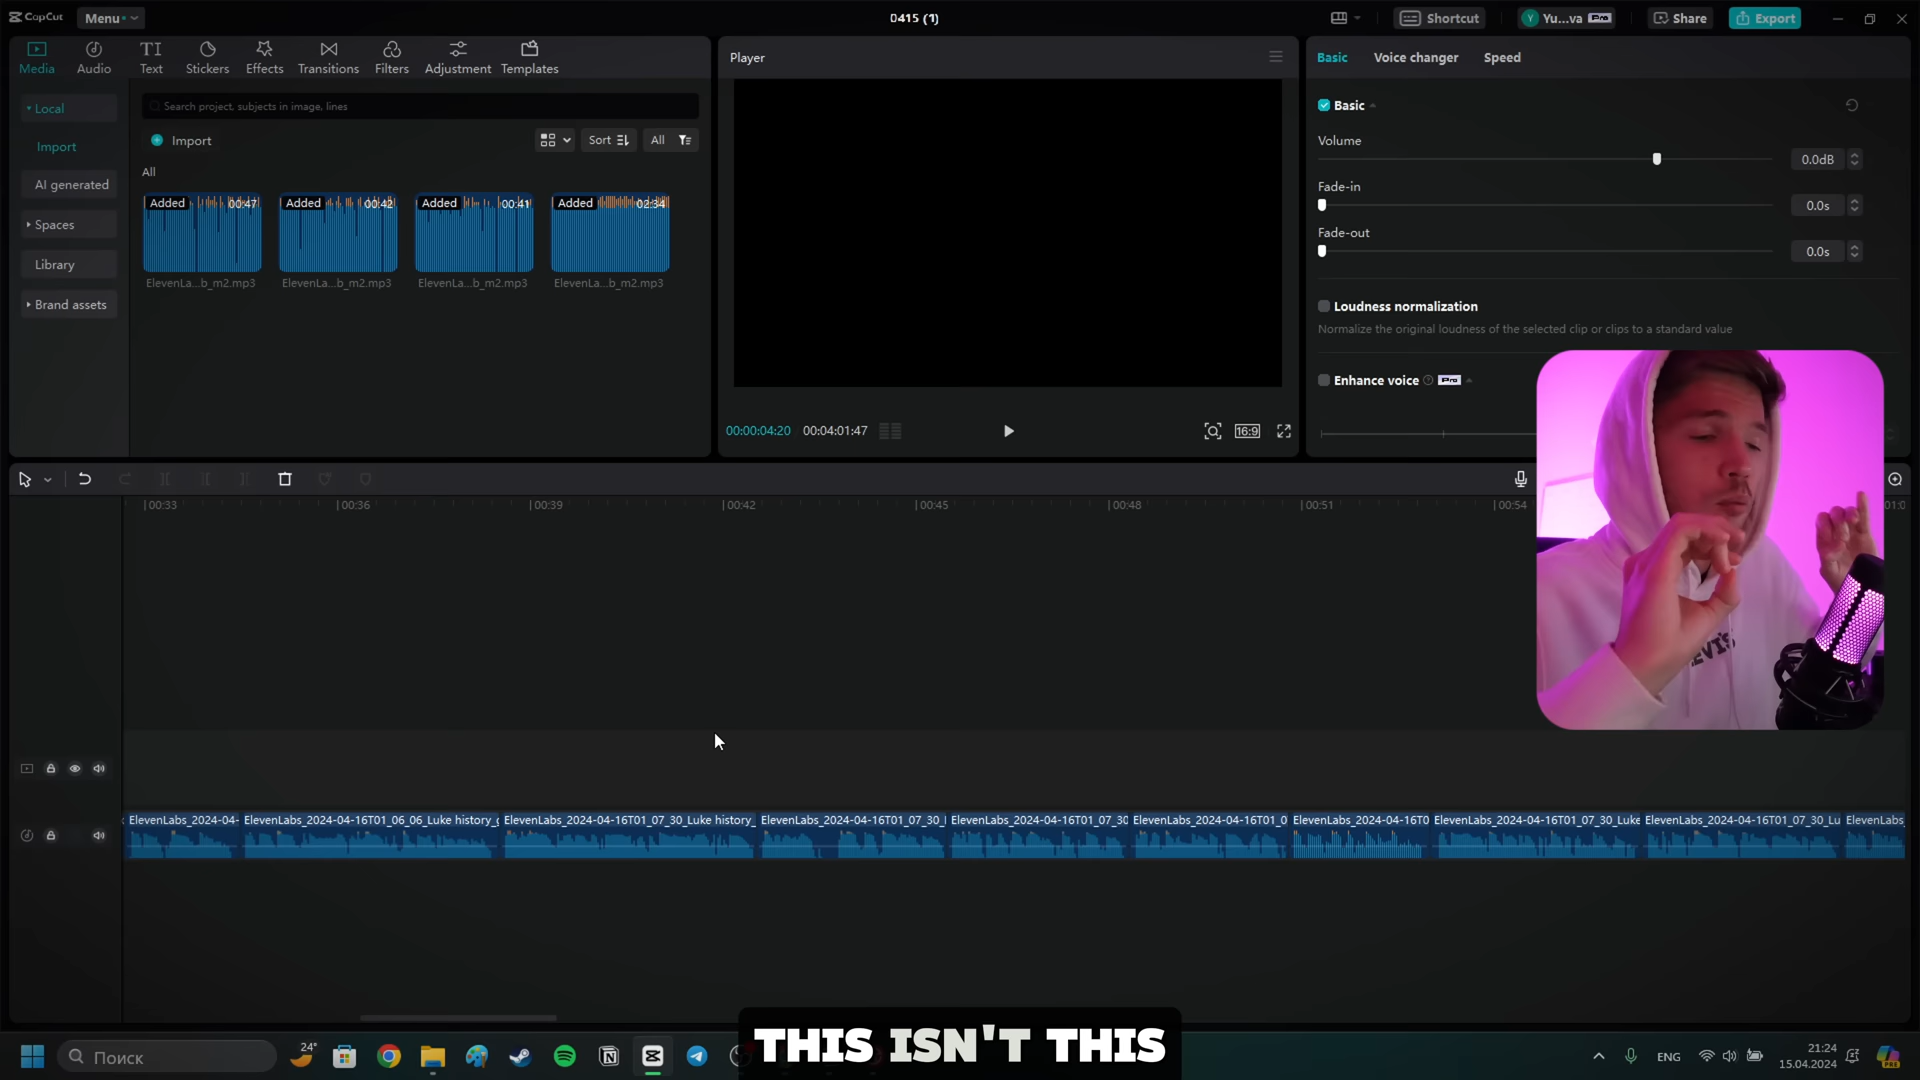 CapCut
Menu
0415 (1)
Shortcut
Y
Yu...va
Pro
Share
Export
Media
Audio
TI
Text
Stickers
Effects
Transitions
Filters
Adjustment
Templates
Player
Basic
Voice changer
Speed
Local
Search project, subjects in image, lines
Basic
Import
Import
Sort
All
Volume
0.0dB
All
AI generated
Fade-in
0.0s
Added
00:47
Added
00:42
Added
00:41
Added
02:34
Spaces
Fade-out
0.0s
Library
ElevenLa...b_m2.mp3
ElevenLa...b_m2.mp3
ElevenLa...b_m2.mp3
ElevenLa...b_m2.mp3
Brand assets
Loudness normalization
Normalize the original loudness of the selected clip or clips to a standard value
Enhance voice
Pro
00:00:04:20
00:04:01:47
16:9
00:33
00:36
00:39
00:42
00:45
00:48
00:51
00:54
01:0
ElevenLabs_2024-04-
ElevenLabs_2024-04-16T01_06_06_Luke history_g
ElevenLabs_2024-04-16T01_07_30_Luke history_
ElevenLabs_2024-04-16T01_07_30_l
ElevenLabs_2024-04-16T01_07_30
ElevenLabs_2024-04-16T01_0
ElevenLabs_2024-04-16T0
ElevenLabs_2024-04-16T01_07_30_Luke
ElevenLabs_2024-04-16T01_07_30_Lu
ElevenLabs_
THIS ISN'T THIS
Поиск
24°
ENG
21:24
15.04.2024
PRE